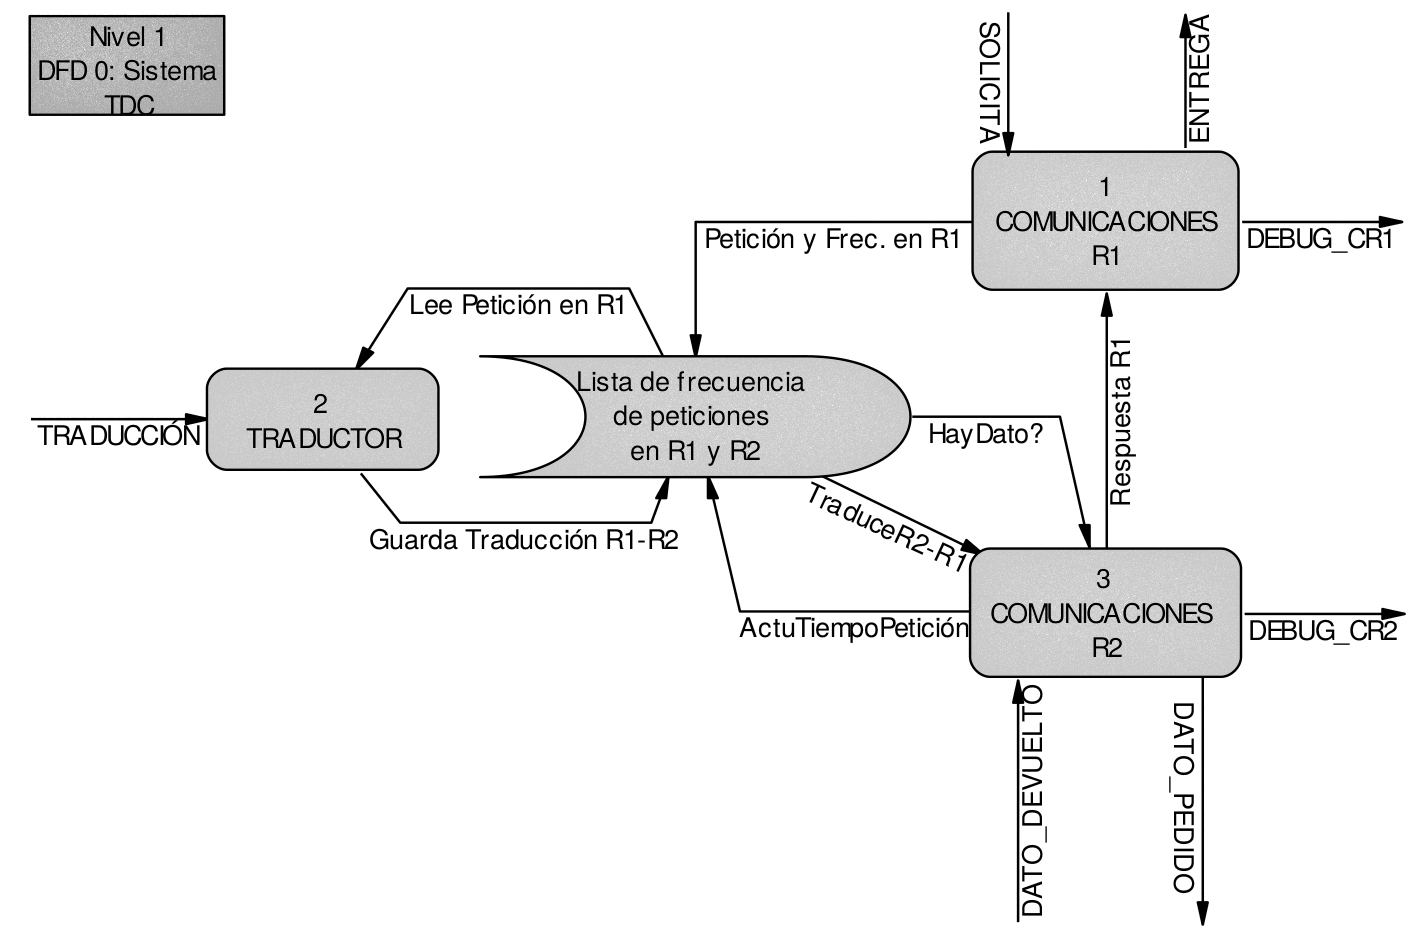 Nivel 1
DFD 0: Sistema
TDC
SOLICITA
ENTREGA
1
COMUNICACIONES
R1
DEBUG_CR1
Petición y Frec. en R1
Lee Petición en R1
Lista de frecuencia
de peticiones
en R1 y R2
2
TRADUCTOR
TRADUCCIÓN
HayDato?
Respuesta R1
TraduceR2-R1
Guarda Traducción R1-R2
3
COMUNICACIONES
R2
ActuTiempoPetición
DEBUG_CR2
DATO_DEVUELTO
DATO_PEDIDO